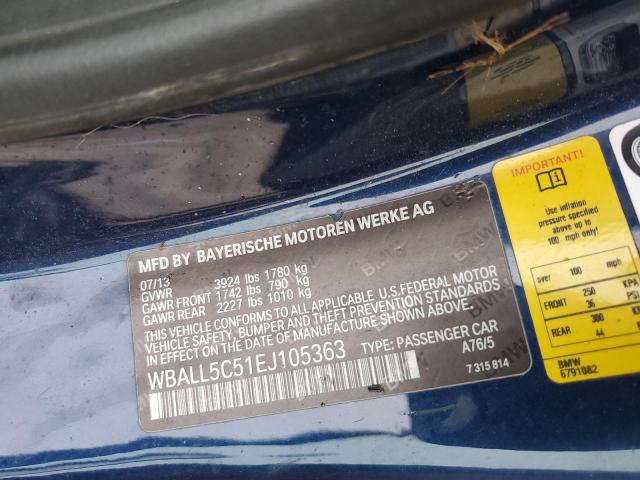 MFD BY BAYERISCHE MOTOREN WERKE AG
07/13
GVWR 3924 lbs 1780 kg
GAWR FRONT 1742 lbs 790 kg
GAWR REAR 2227 lbs 1010 kg
THIS VEHICLE CONFORMS TO ALL APPLICABLE U.S.FEDERAL MOTOR
VEHICLE SAFETY, BUMPER AND THEFT PREVENTION STANDARDS
IN EFFECT ON THE DATE OF MANUFACTURE SHOWN ABOVE.
WBALL5C51EJ105363 TYPE: PASSENGER CAR
A76/5
7 315 814
IMPORTANT!
Use inflation
pressure specified
above up to
100 mph only!
over 100 mph
FRONT 250 KPA
36
REAR 300
44
BMW
6791082